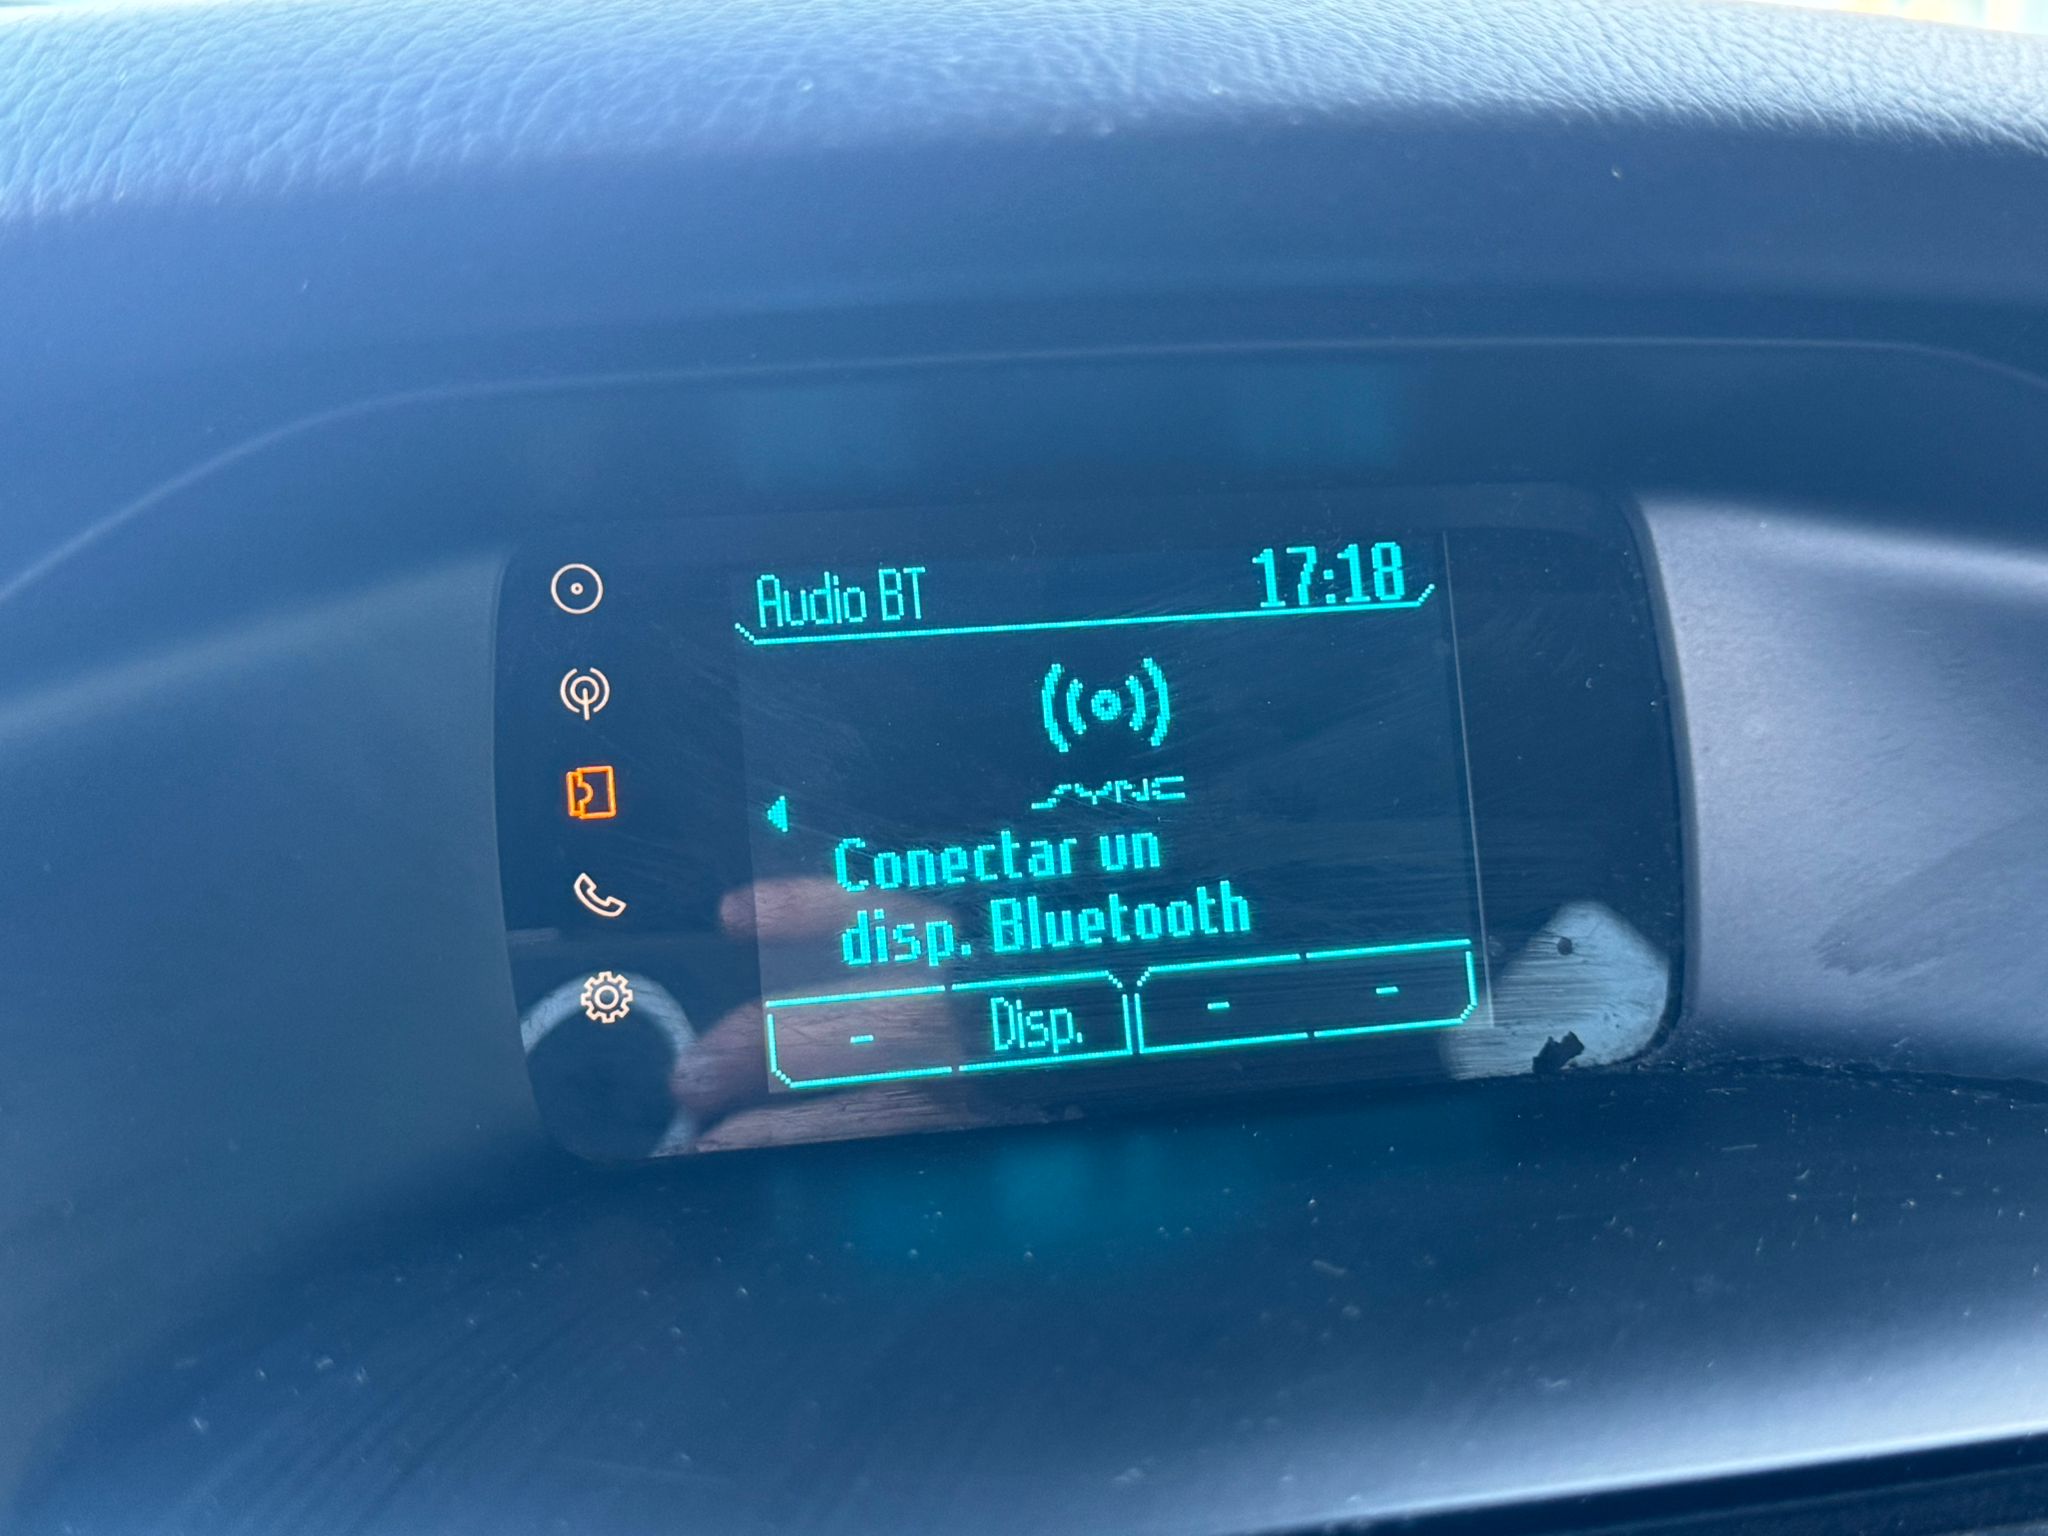 Audio BT 17:18
SYNC
Conectar un
disp. Bluetooth
- Disp. - -